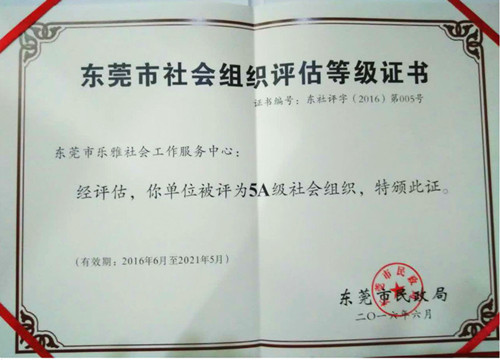 东莞市社会组织评估等级证书
证书编号：东社评字（2016）第005号
东莞市乐雅社会工作服务中心：
经评估，你单位被评为5A级社会组织，特颁此证。
（有效期：2016年6月至2021年5月）
东莞市民政局
二〇一六年六月